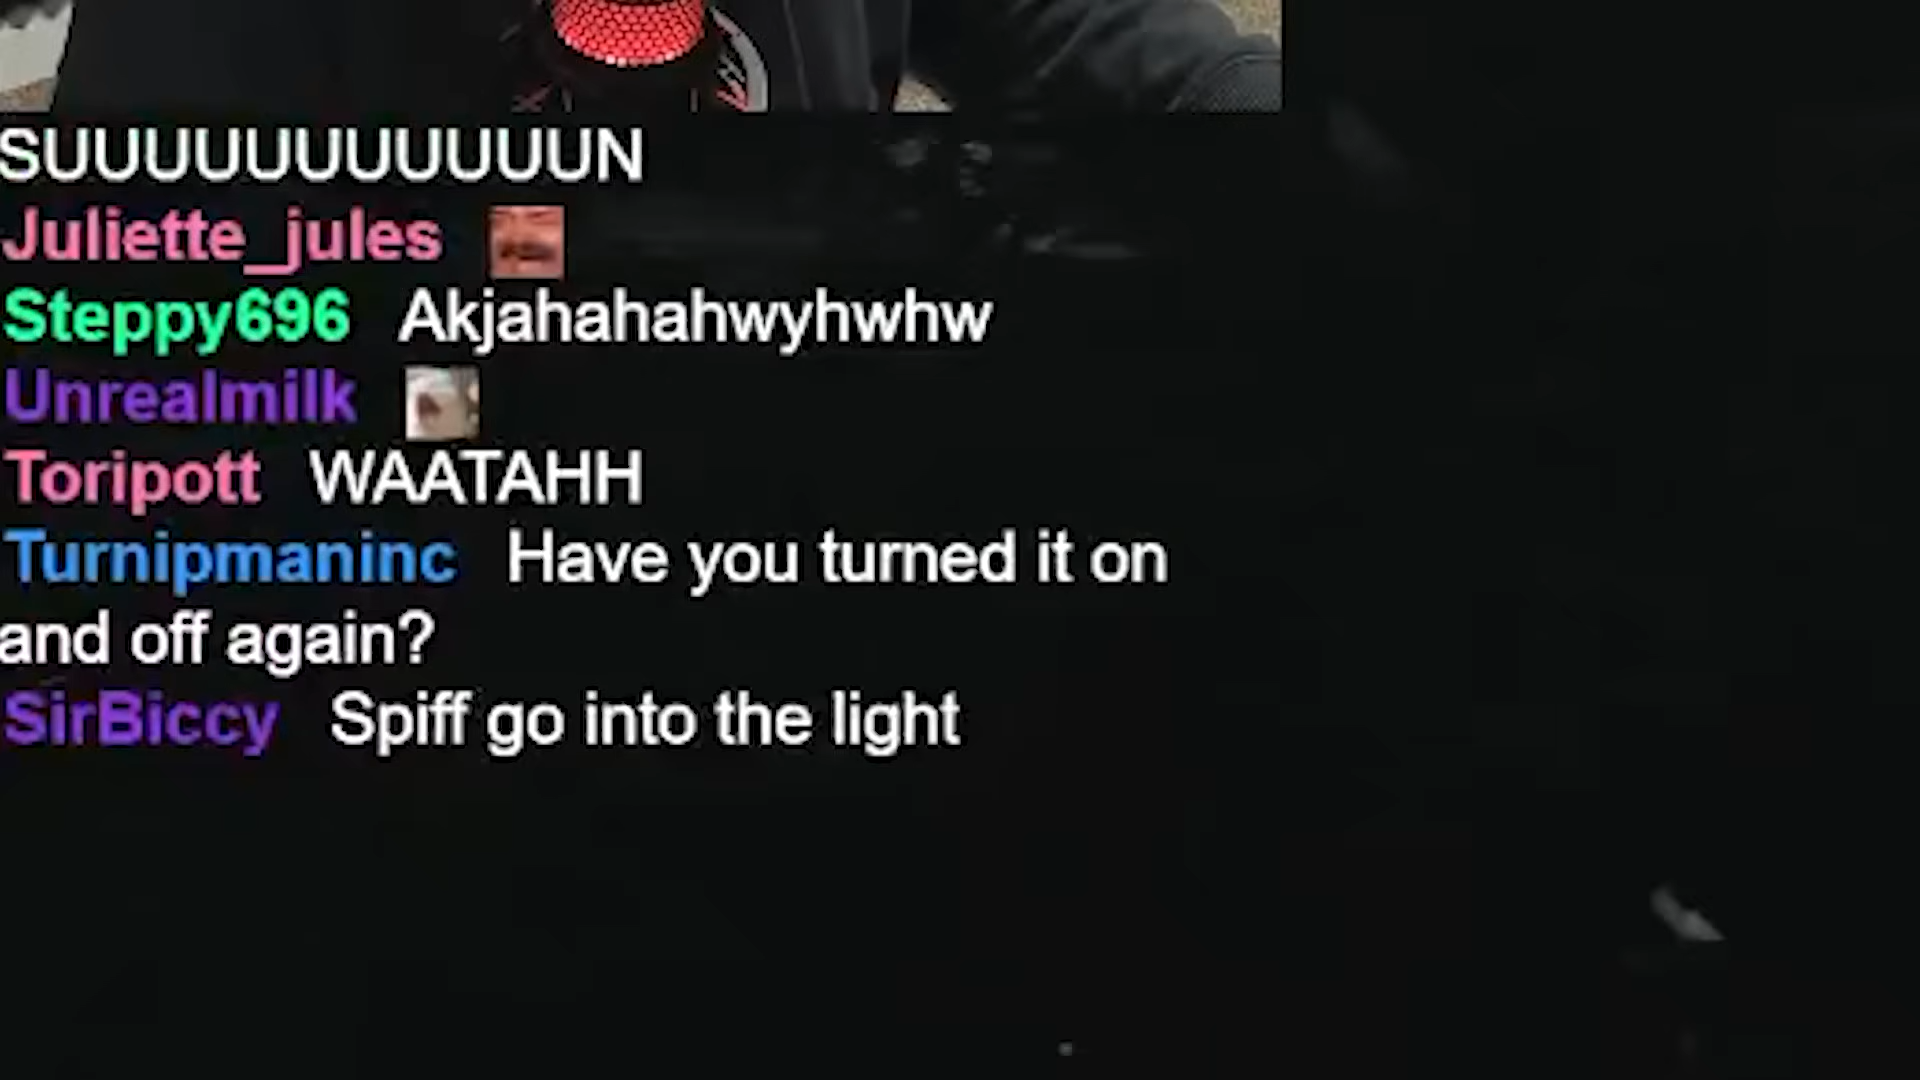 SUUUUUUUUUUUN
Juliette_jules
Steppy696 Akjahahahwyhwhw
Unrealmilk
Toripott WAATAHH
Turnipmaninc Have you turned it on
and off again?
SirBiccy Spiff go into the light